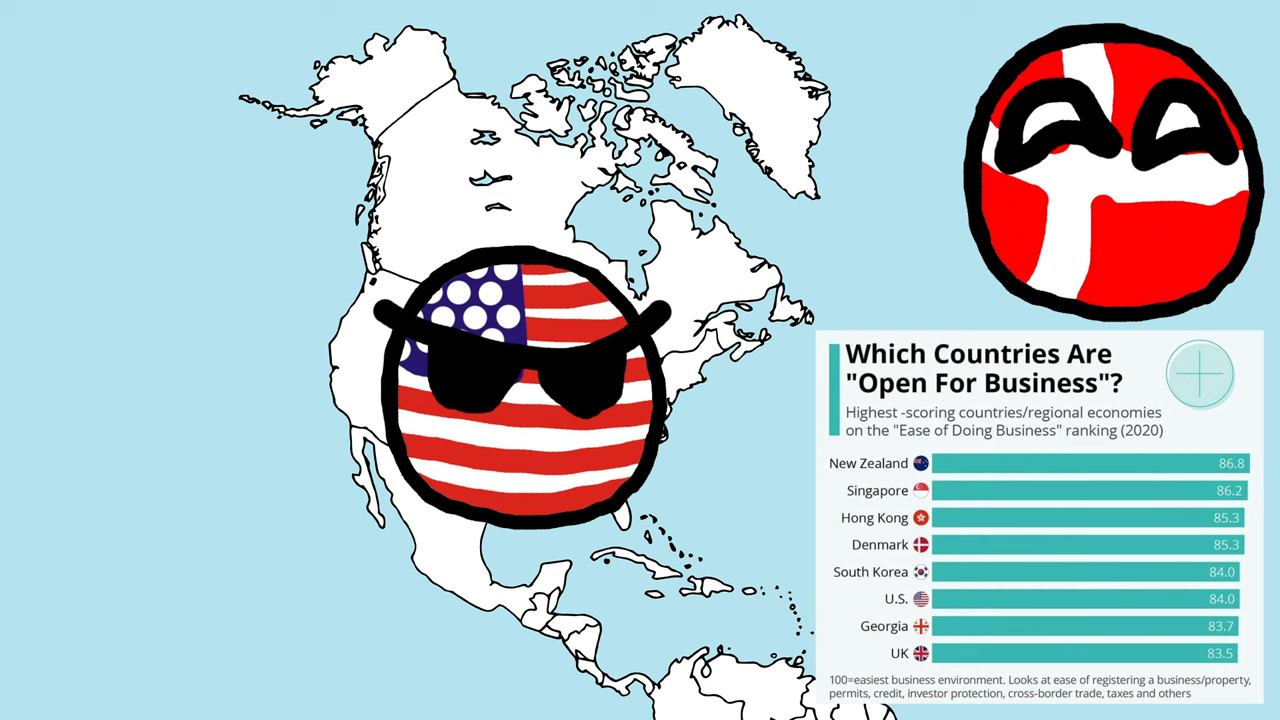 Which Countries Are
"Open For Business"?
Highest -scoring countries/regional economies
on the "Ease of Doing Business" ranking (2020)
New Zealand 86.8
Singapore 86.2
Hong Kong 85.3
Denmark 85.3
South Korea 84.0
U.S. 84.0
Georgia 83.7
UK 83.5
100=easiest business environment. Looks at ease of registering a business/property,
permits, credit, investor protection, cross-border trade, taxes and others